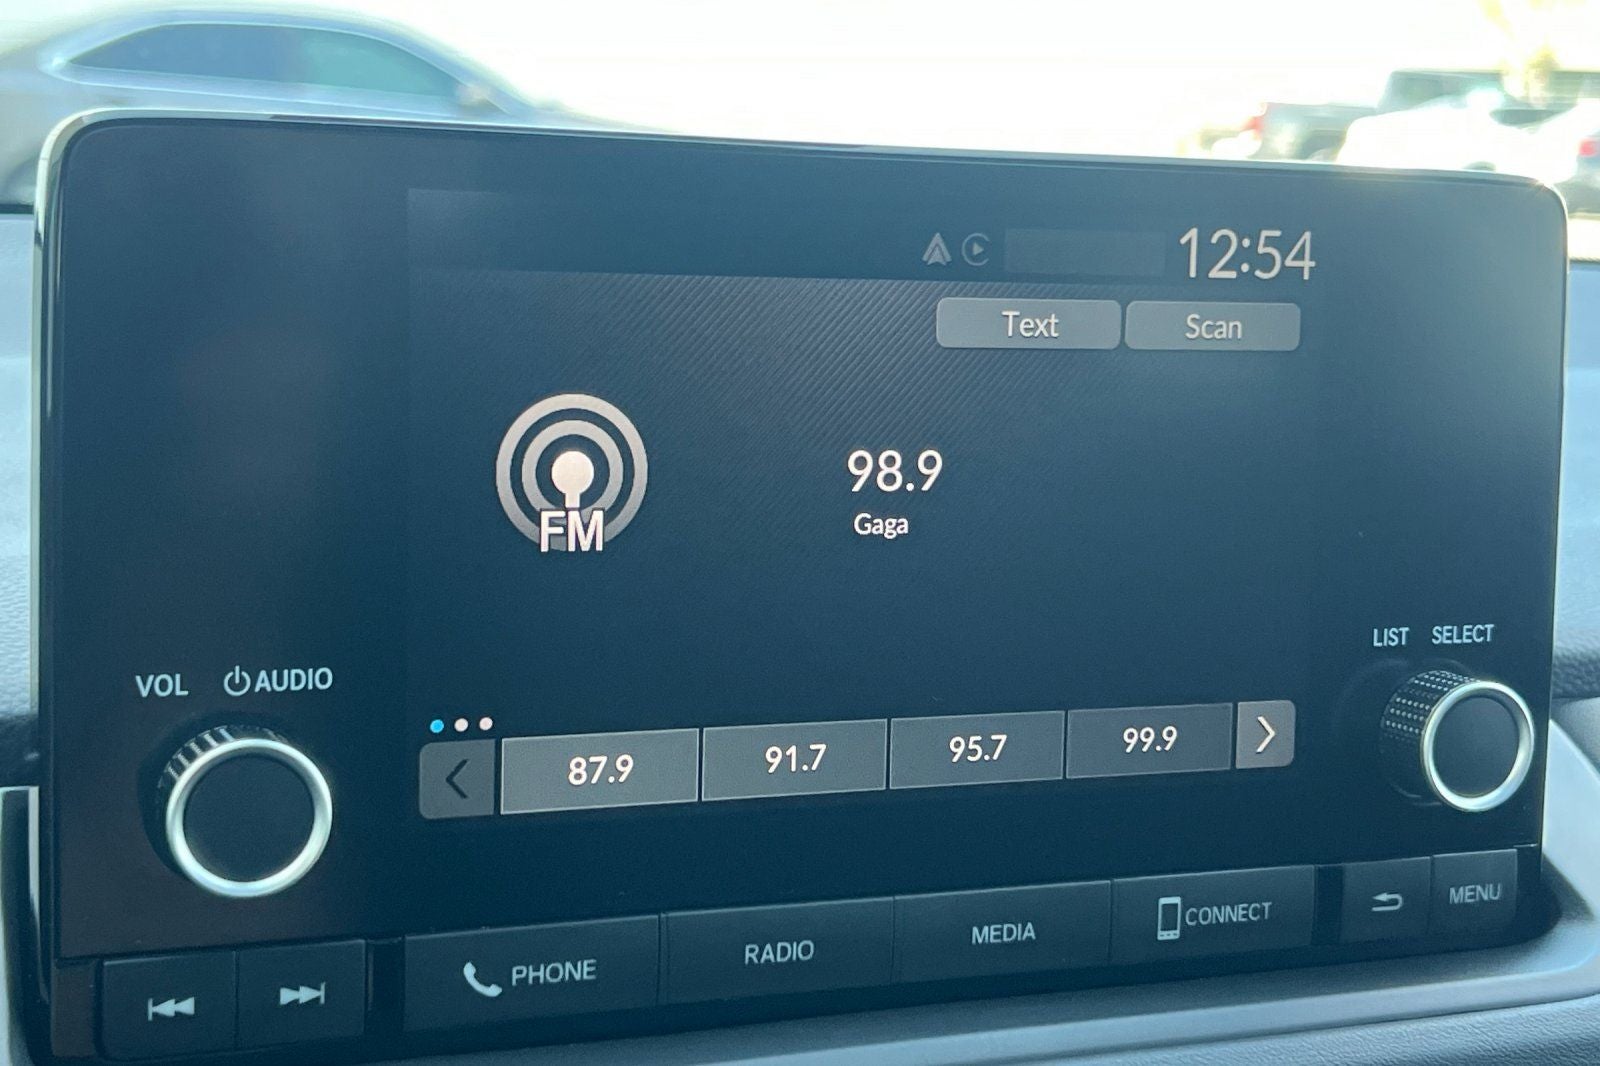 12:54
Text Scan
98.9
FM
Gaga
LIST SELECT
VOL AUDIO
87.9 91.7 95.7 99.9
PHONE RADIO MEDIA CONNECT MENU